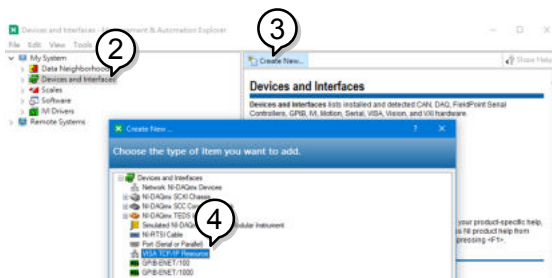 Devices and Interfaces - Measurement & Automation Explorer
File Edit View Tools
2
3
My System
Data Neighborhood
Devices and Interfaces
Scales
Software
IVI Drivers
Remote Systems
Create New...
Devices and Interfaces
Devices and Interfaces lists installed and detected CAN, DAQ, FieldPoint Serial
Controllers, GPIB, IVI, Motion, Serial, VISA, Vision, and VXI hardware.
Create New...
Choose the type of item you want to add.
Devices and Interfaces
Network NI-DAQmx Devices
NI-DAQmx SCXI Chassis
NI-DAQmx SCC
NI-DAQmx TEDS
Simulated NI-DAQmx
Instrument
4
NI-RTSI Cable
Port (Serial or Parallel)
VISA TCP/IP Resource
GPIB-ENET/100
GPIB-ENET/1000
your product-specific help,
NI product help from
pressing <F1>.